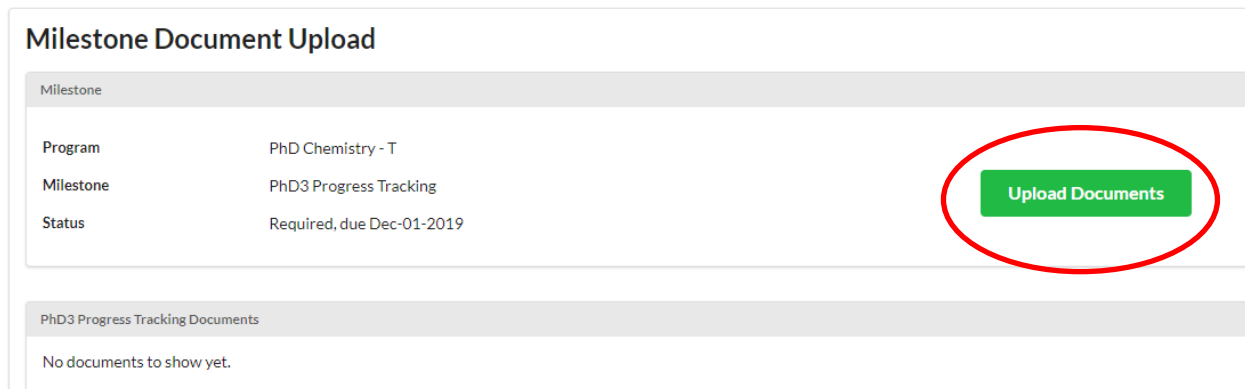 Milestone Document Upload
Milestone
Program PhD Chemistry - T
Milestone PhD3 Progress Tracking
Status Required, due Dec-01-2019
Upload Documents
PhD3 Progress Tracking Documents
No documents to show yet.